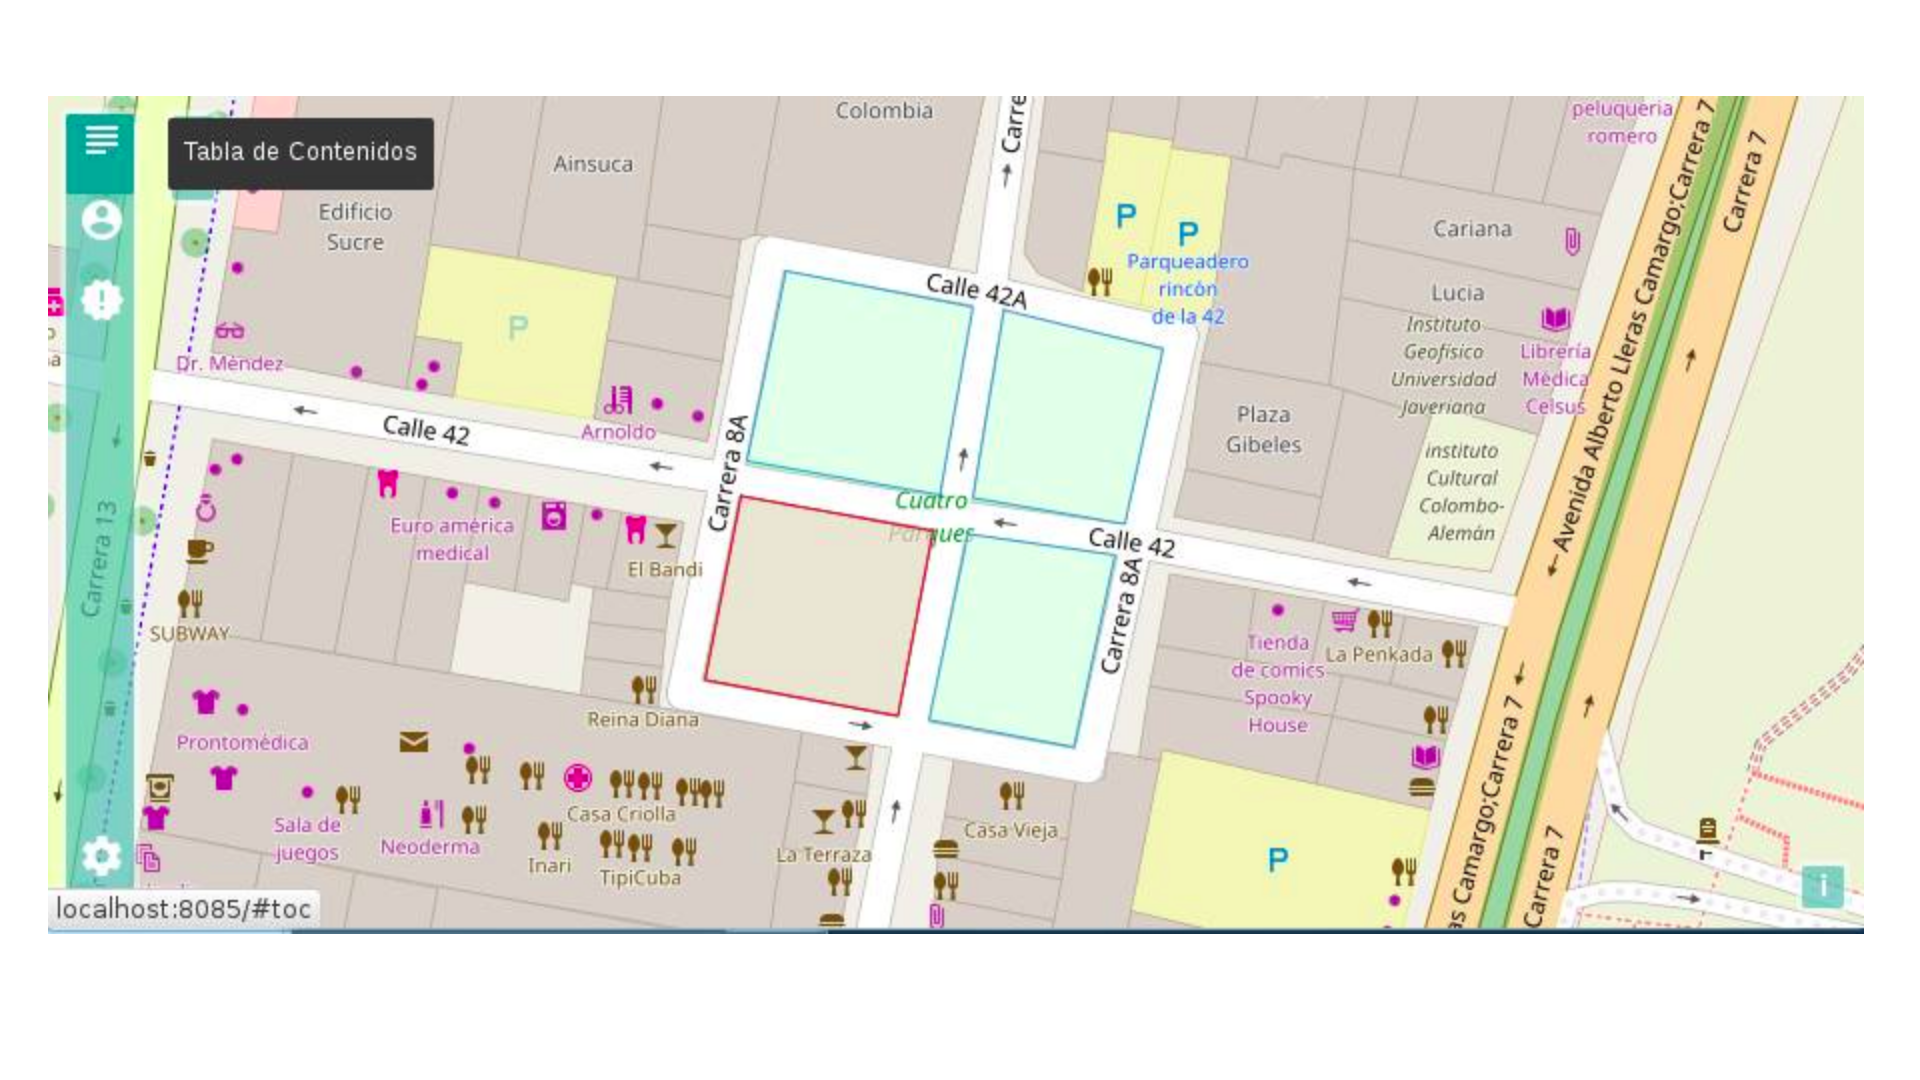 Colombia
Carre
peluquería
romero
Tabla de Contenidos
Ainsuca
Edificio
Sucre
Cariana
Carrera 7
Avenida Alberto Lleras Camargo;Carrera 7
Parqueadero
rincón
de la 42
Calle 42A
Lucia
Instituto
Geofísico
Universidad
Javeriana
Librería
Médica
Celsus
P
P
P
Dr. Méndez
Arnoldo
Calle 42
Carrera 8A
Plaza
Gibeles
instituto
Cultural
Colombo-
Alemán
Cuatro
Parques
Calle 42
Carrera 8A
Euro américa
medical
El Bandi
Carrera 13
SUBWAY
Tienda
de comics
Spooky
House
La Penkada
Reina Diana
Prontomédica
Casa Criolla
Sala de
juegos
Neoderma
Inari
TipiCuba
La Terraza
Casa Vieja
P
as Camargo;Carrera 7
Carrera 7
i
localhost:8085/#toc